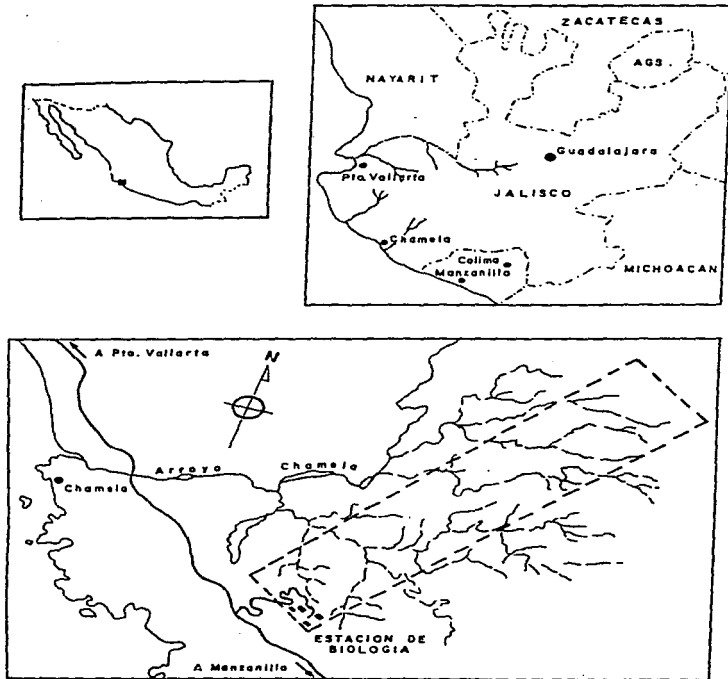 ZACATECAS
AGS.
NAYARIT
Guadalajara
Pto. Vallarta
JALISCO
Chamela
Colima
Manzanillo
MICHOACAN
A Pto. Vallarta
N
Arroyo Chamela
Chamela
ESTACION DE
BIOLOGIA
A Manzanillo